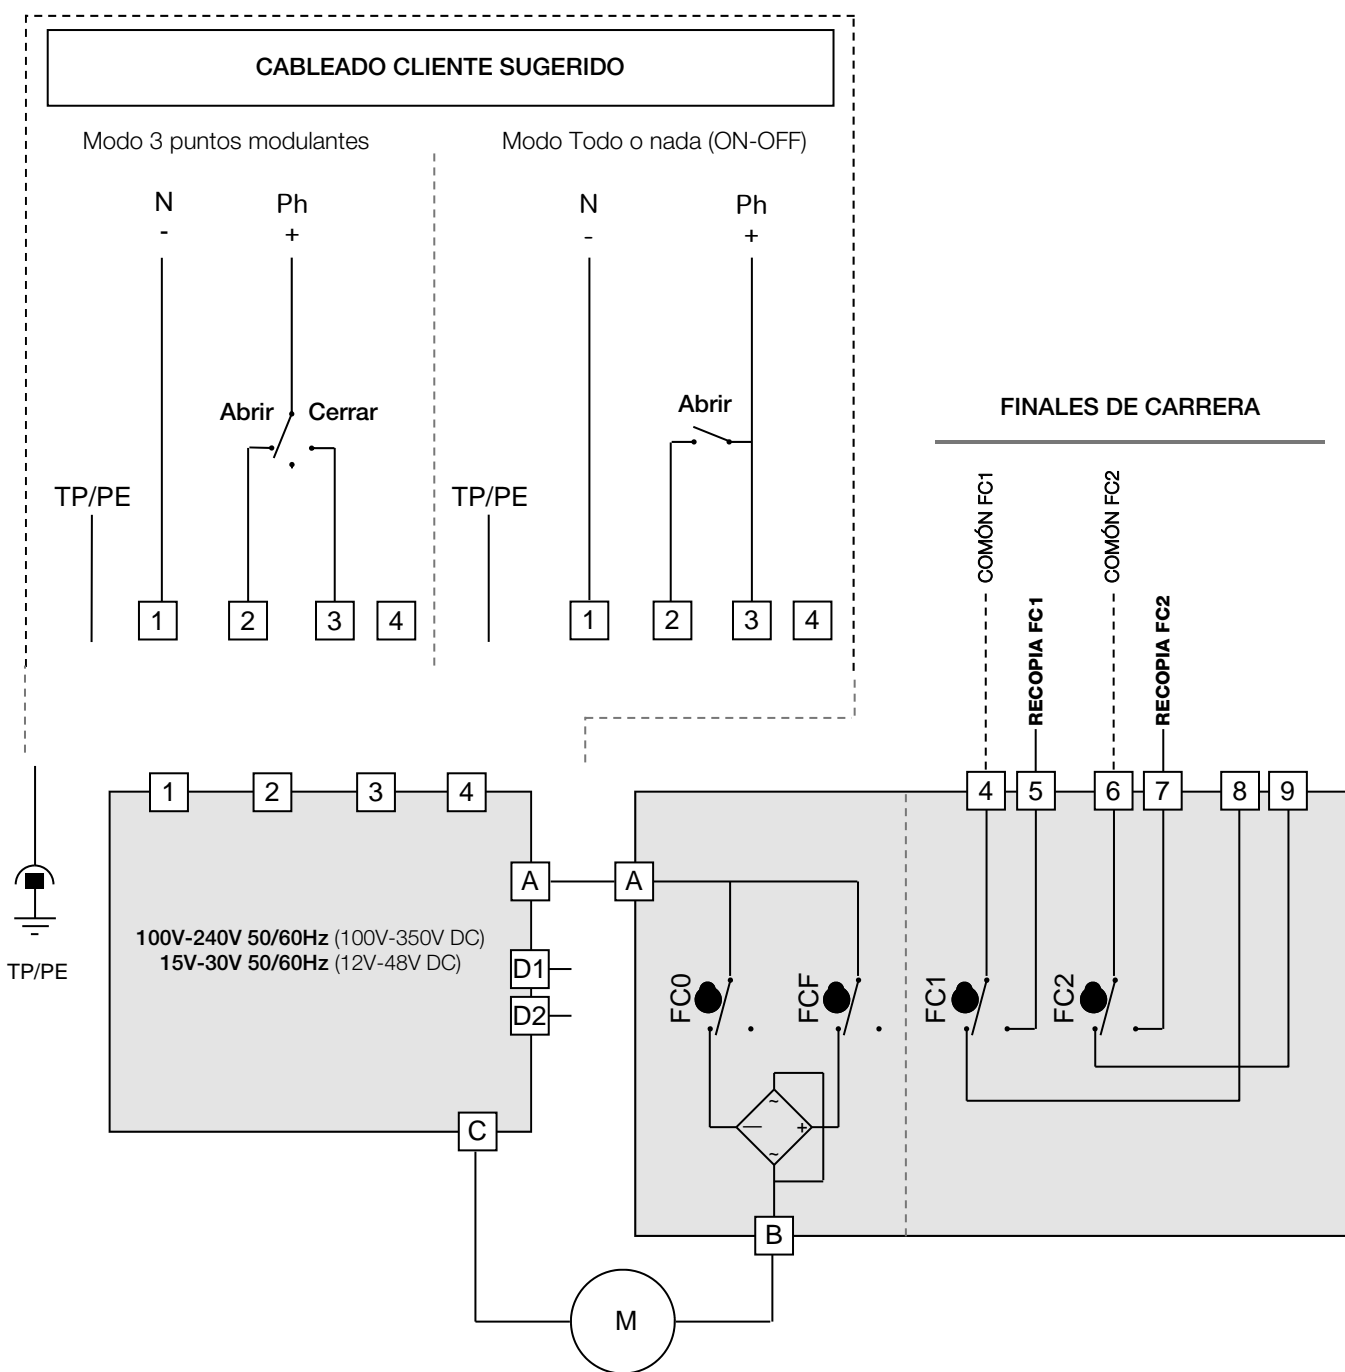 CABLEADO CLIENTE SUGERIDO
Modo 3 puntos modulantes
Modo Todo o nada (ON-OFF)
N
Ph
N
Ph
-
+
-
+
Abrir
Cerrar
Abrir
FINALES DE CARRERA
TP/PE
TP/PE
COMÓN FC1
COMÓN FC2
RECOPIA FC1
RECOPIA FC2
1
2
3
4
1
2
3
4
1
2
3
4
4
5
6
7
8
9
A
A
100V-240V 50/60Hz (100V-350V DC)
15V-30V 50/60Hz (12V-48V DC)
D1
D2
TP/PE
FC0
FCF
FC1
FC2
~
—
+
~
C
B
M